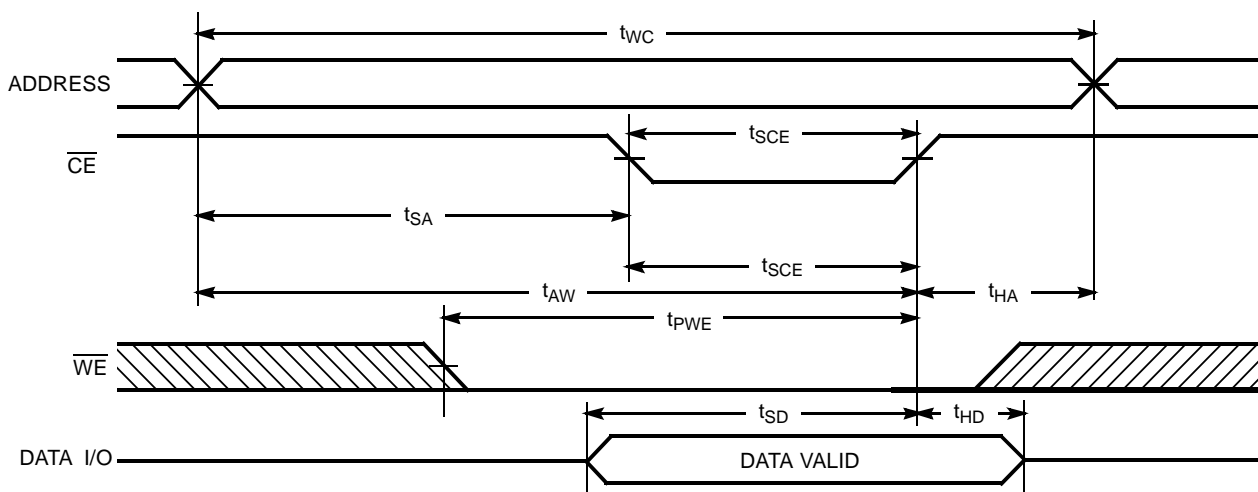 tWC
ADDRESS
tSCE
CE
tSA
tSCE
tAW
tHA
tPWE
WE
tSD
tHD
DATA I/O
DATA VALID